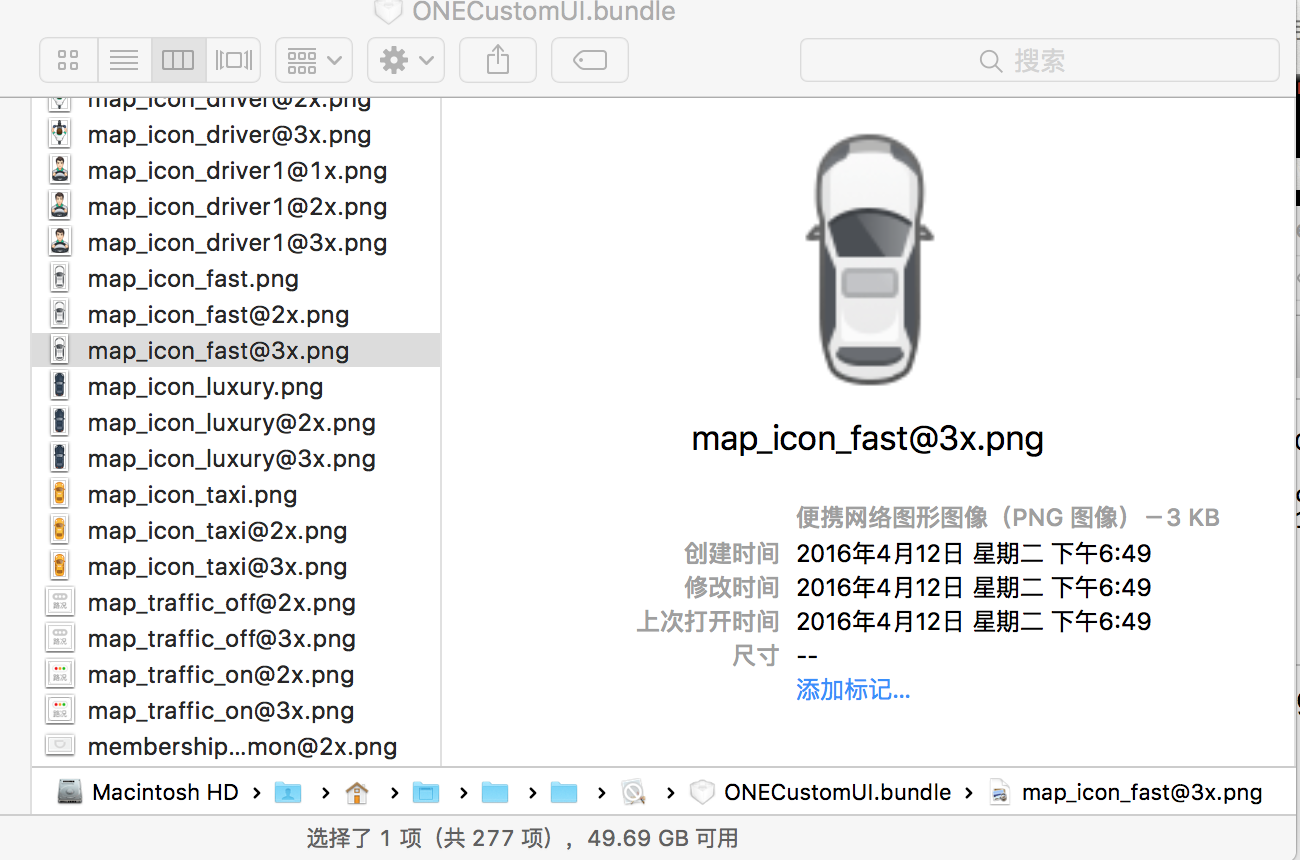 ONECustomUI.bundle
搜索
map_icon_driver@2x.png
map_icon_driver@3x.png
map_icon_driver1@1x.png
map_icon_driver1@2x.png
map_icon_driver1@3x.png
map_icon_fast.png
map_icon_fast@2x.png
map_icon_fast@3x.png
map_icon_luxury.png
map_icon_luxury@2x.png
map_icon_luxury@3x.png
map_icon_taxi.png
map_icon_taxi@2x.png
map_icon_taxi@3x.png
路况 map_traffic_off@2x.png
路况 map_traffic_off@3x.png
路况 map_traffic_on@2x.png
路况 map_traffic_on@3x.png
membership...mon@2x.png
map_icon_fast@3x.png
便携网络图形图像（PNG 图像）— 3 KB
创建时间 2016年4月12日 星期二 下午6:49
修改时间 2016年4月12日 星期二 下午6:49
上次打开时间 2016年4月12日 星期二 下午6:49
尺寸 --
添加标记...
Macintosh HD › › › › › › › ONECustomUI.bundle › map_icon_fast@3x.png
选择了 1 项（共 277 项），49.69 GB 可用